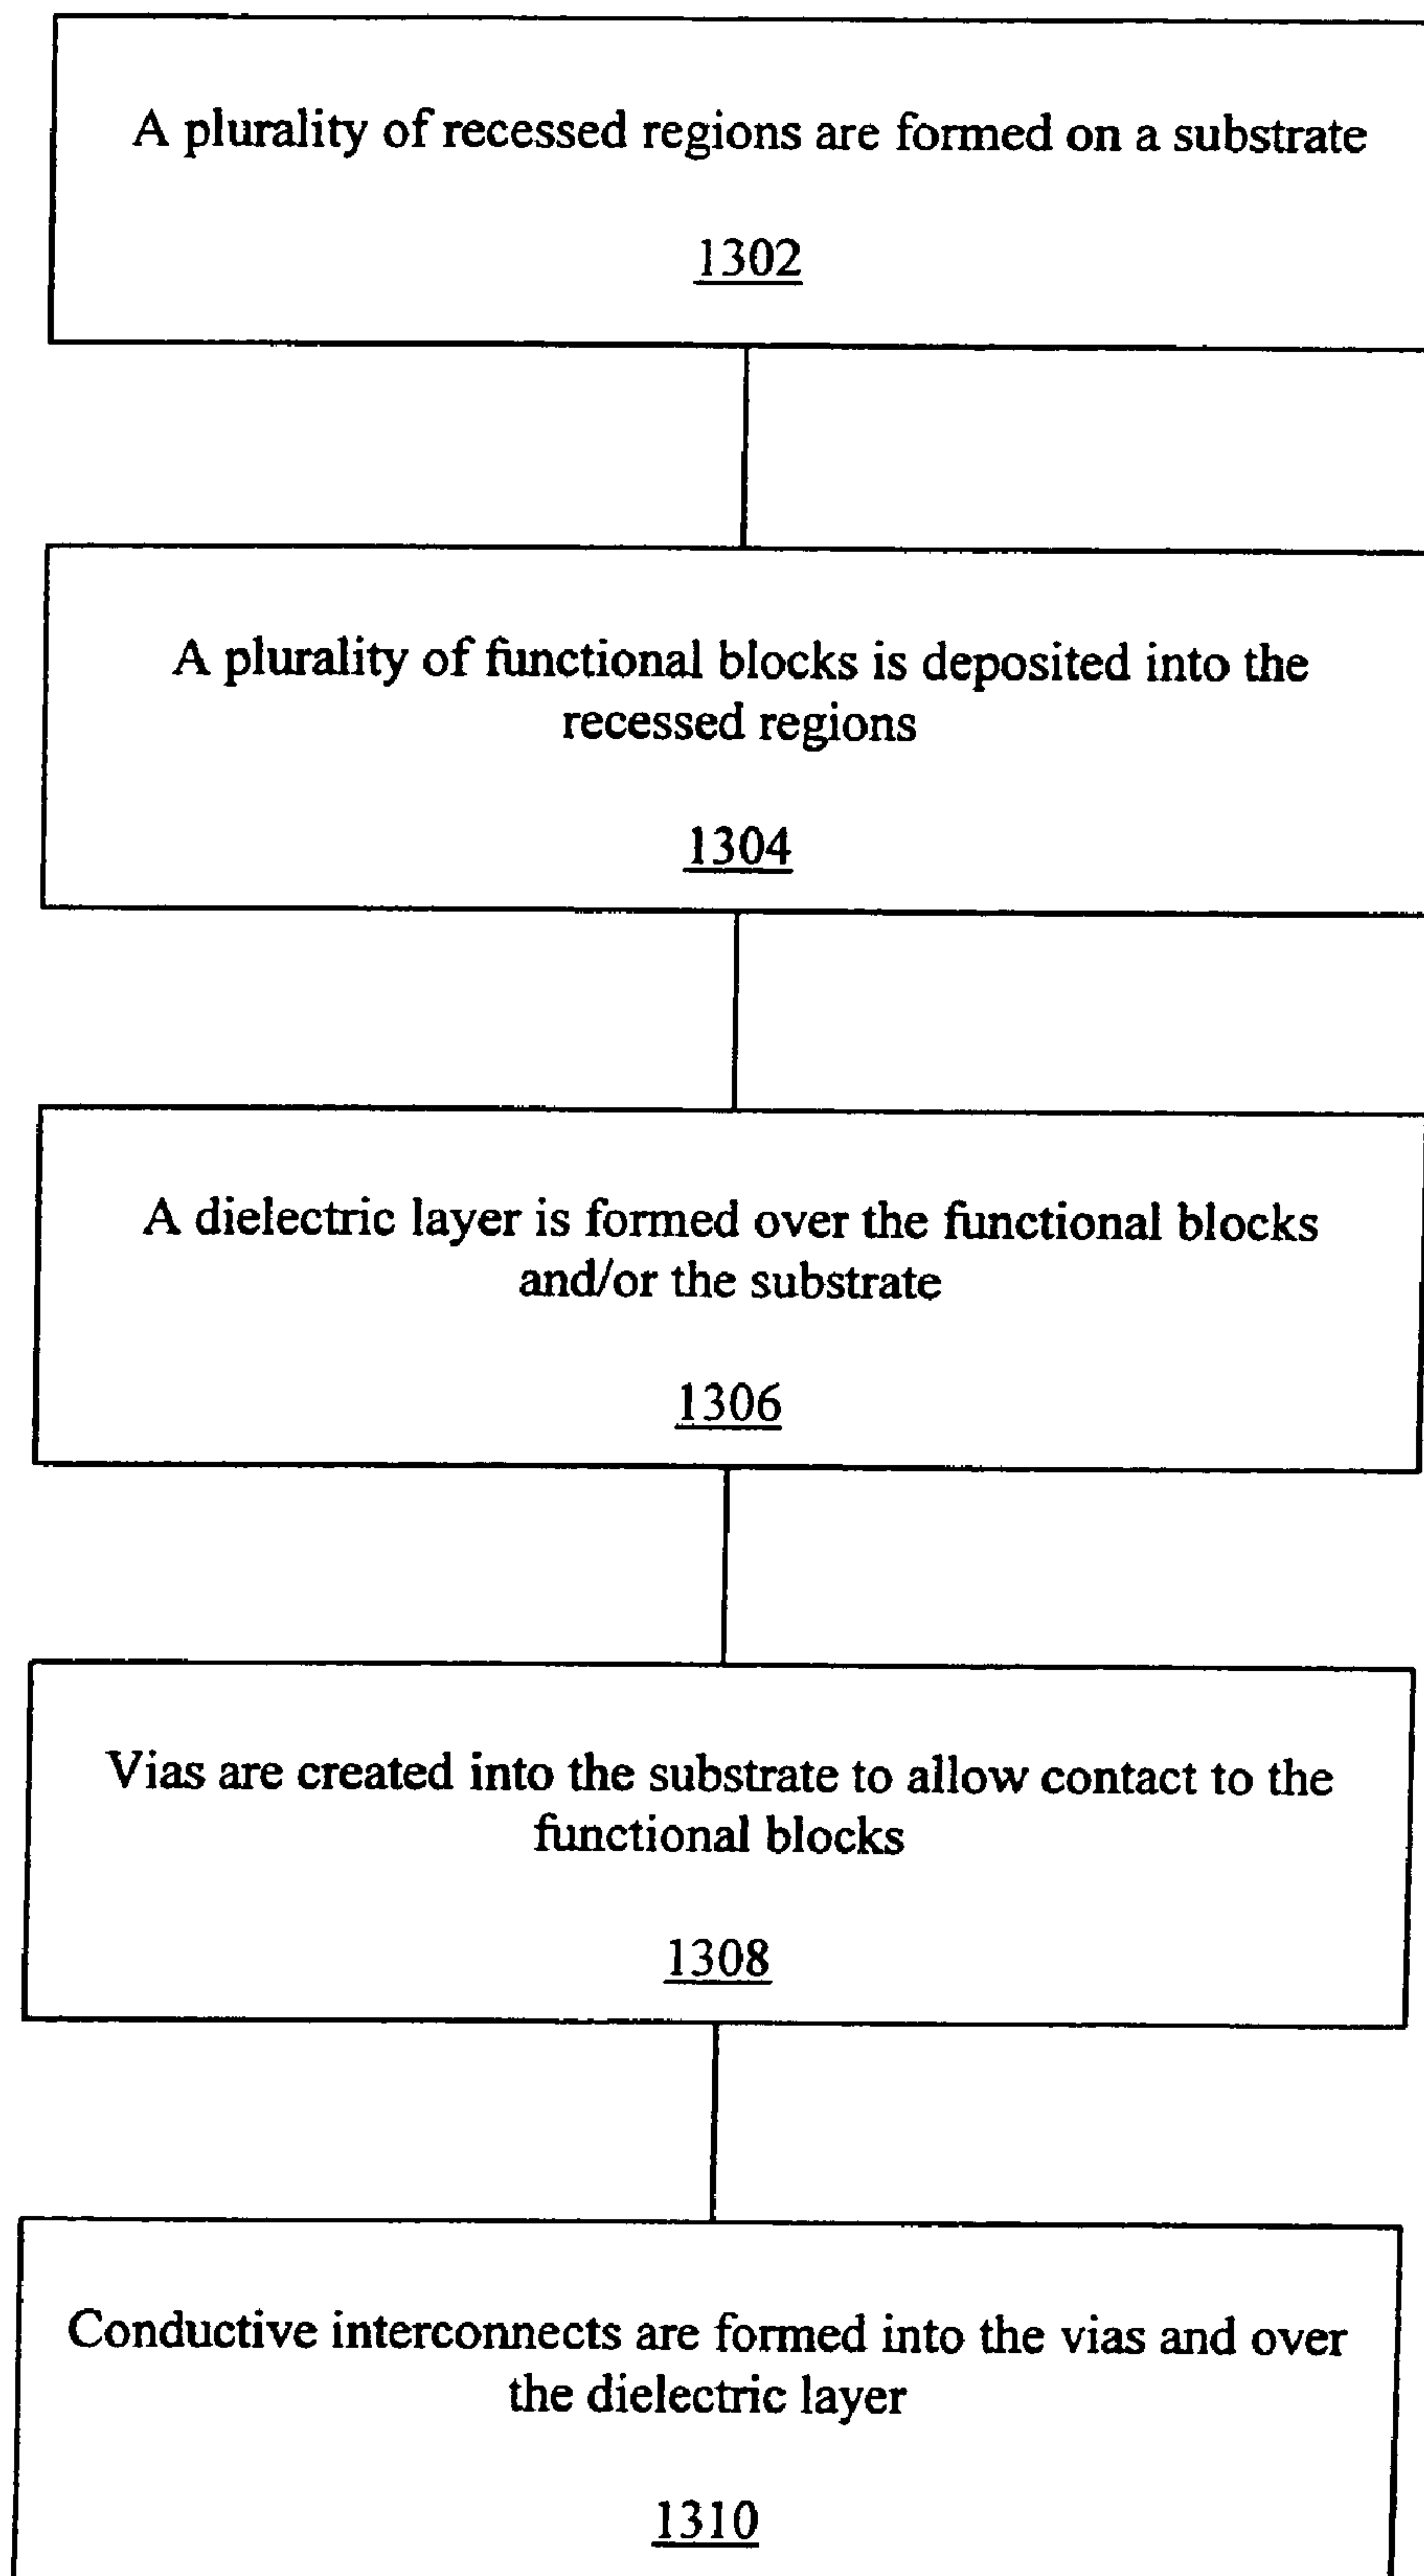 A plurality of recessed regions are formed on a substrate
1302
A plurality of functional blocks is deposited into the
recessed regions
1304
A dielectric layer is formed over the functional blocks
and/or the substrate
1306
Vias are created into the substrate to allow contact to the
functional blocks
1308
Conductive interconnects are formed into the vias and over
the dielectric layer
1310